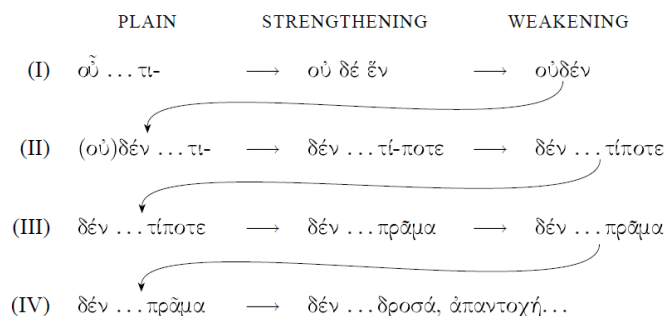 PLAIN STRENGTHENING WEAKENING
(I) οὐ̃ …τι- ⟶ οὐ δέ ἕν ⟶ οὐδέν
(II) (οὐ)δέν …τι- ⟶ δέν …τί-ποτε ⟶ δέν …τίποτε
(III) δέν …τίποτε ⟶ δέν …πρᾶμα ⟶ δέν …πρᾶμα
(IV) δέν …πρᾶμα ⟶ δέν …δροσά, ἀπαντοχή…